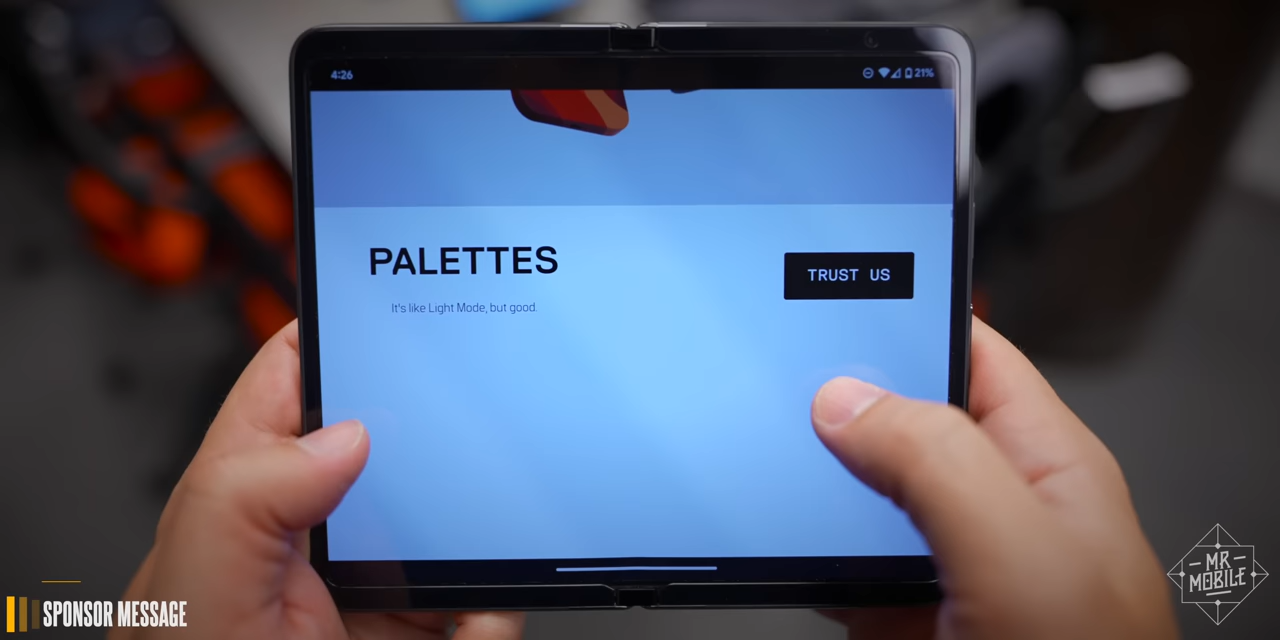 4:26
21%
PALETTES
TRUST US
It's like Light Mode, but good.
SPONSOR MESSAGE
MR
MOBILE